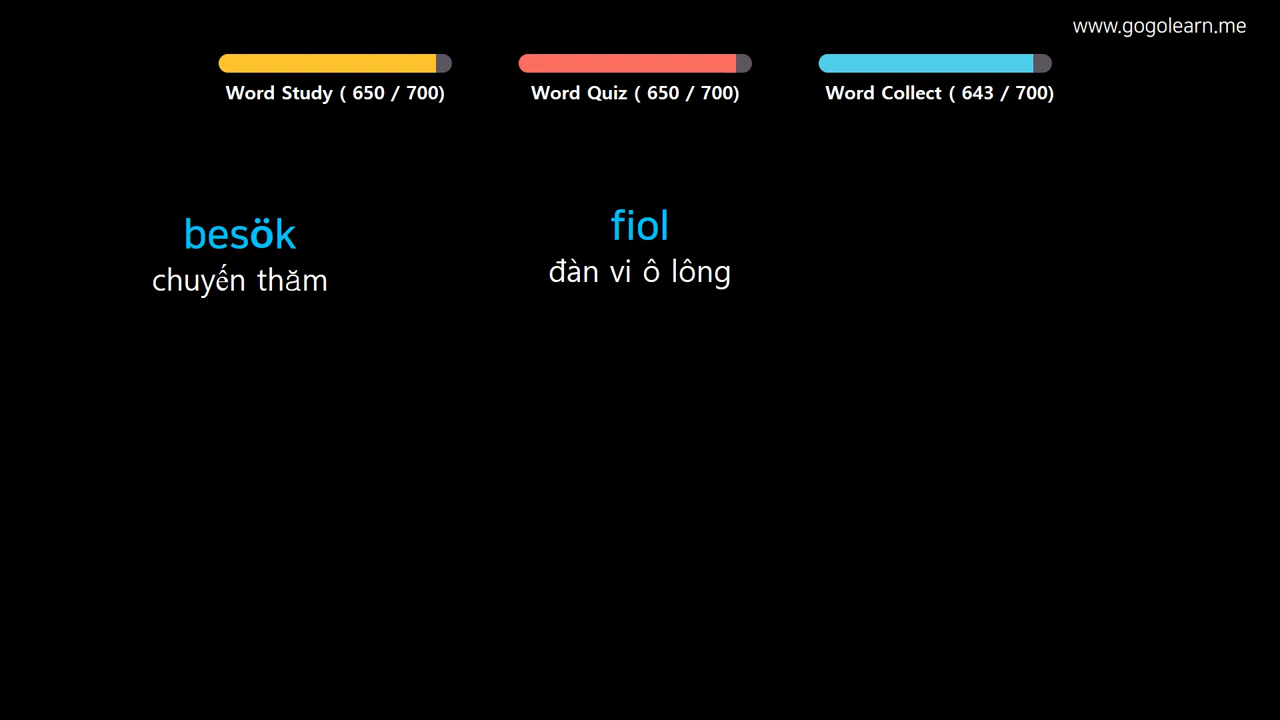 www.gogolearn.me
Word Study ( 650 / 700)
Word Quiz ( 650 / 700)
Word Collect ( 643 / 700)
besök
chuyến thăm
fiol
đàn vi ô lông